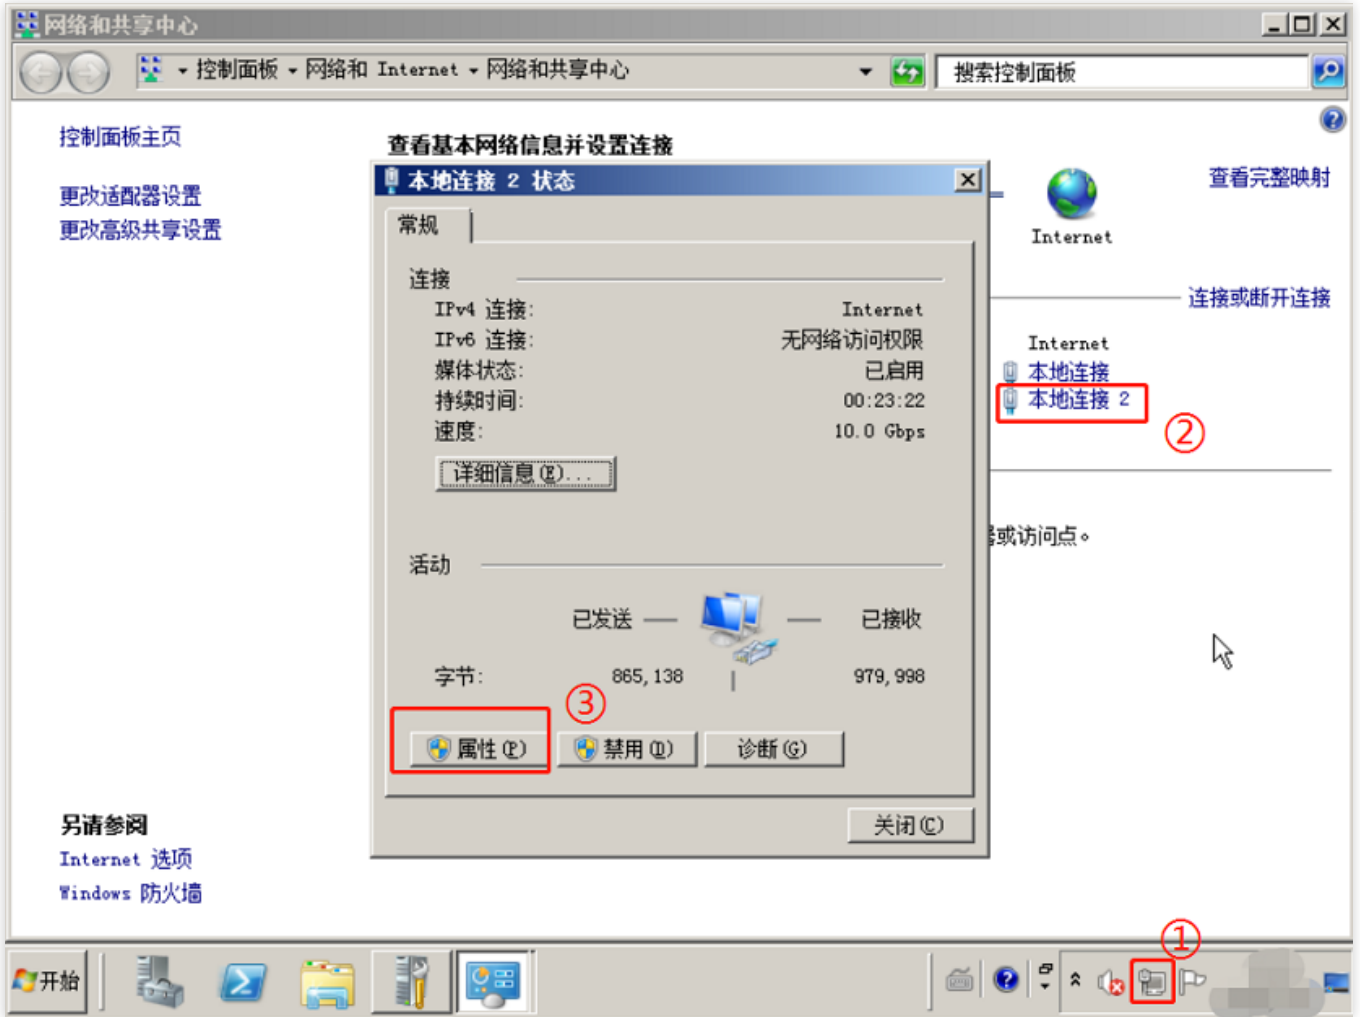 网络和共享中心
控制面板 网络和 Internet 网络和共享中心
搜索控制面板
控制面板主页
更改适配器设置
更改高级共享设置
查看基本网络信息并设置连接
查看完整映射
Internet
连接或断开连接
Internet
本地连接
本地连接 2
②
或访问点。
本地连接 2 状态
常规
连接
IPv4 连接: Internet
IPv6 连接: 无网络访问权限
媒体状态: 已启用
持续时间: 00:23:22
速度: 10.0 Gbps
详细信息(E)...
活动
已发送 — — 已接收
字节: 865,138 | 979,998
③
属性(P) 禁用(D) 诊断(G)
关闭(C)
另请参阅
Internet 选项
Windows 防火墙
①
开始